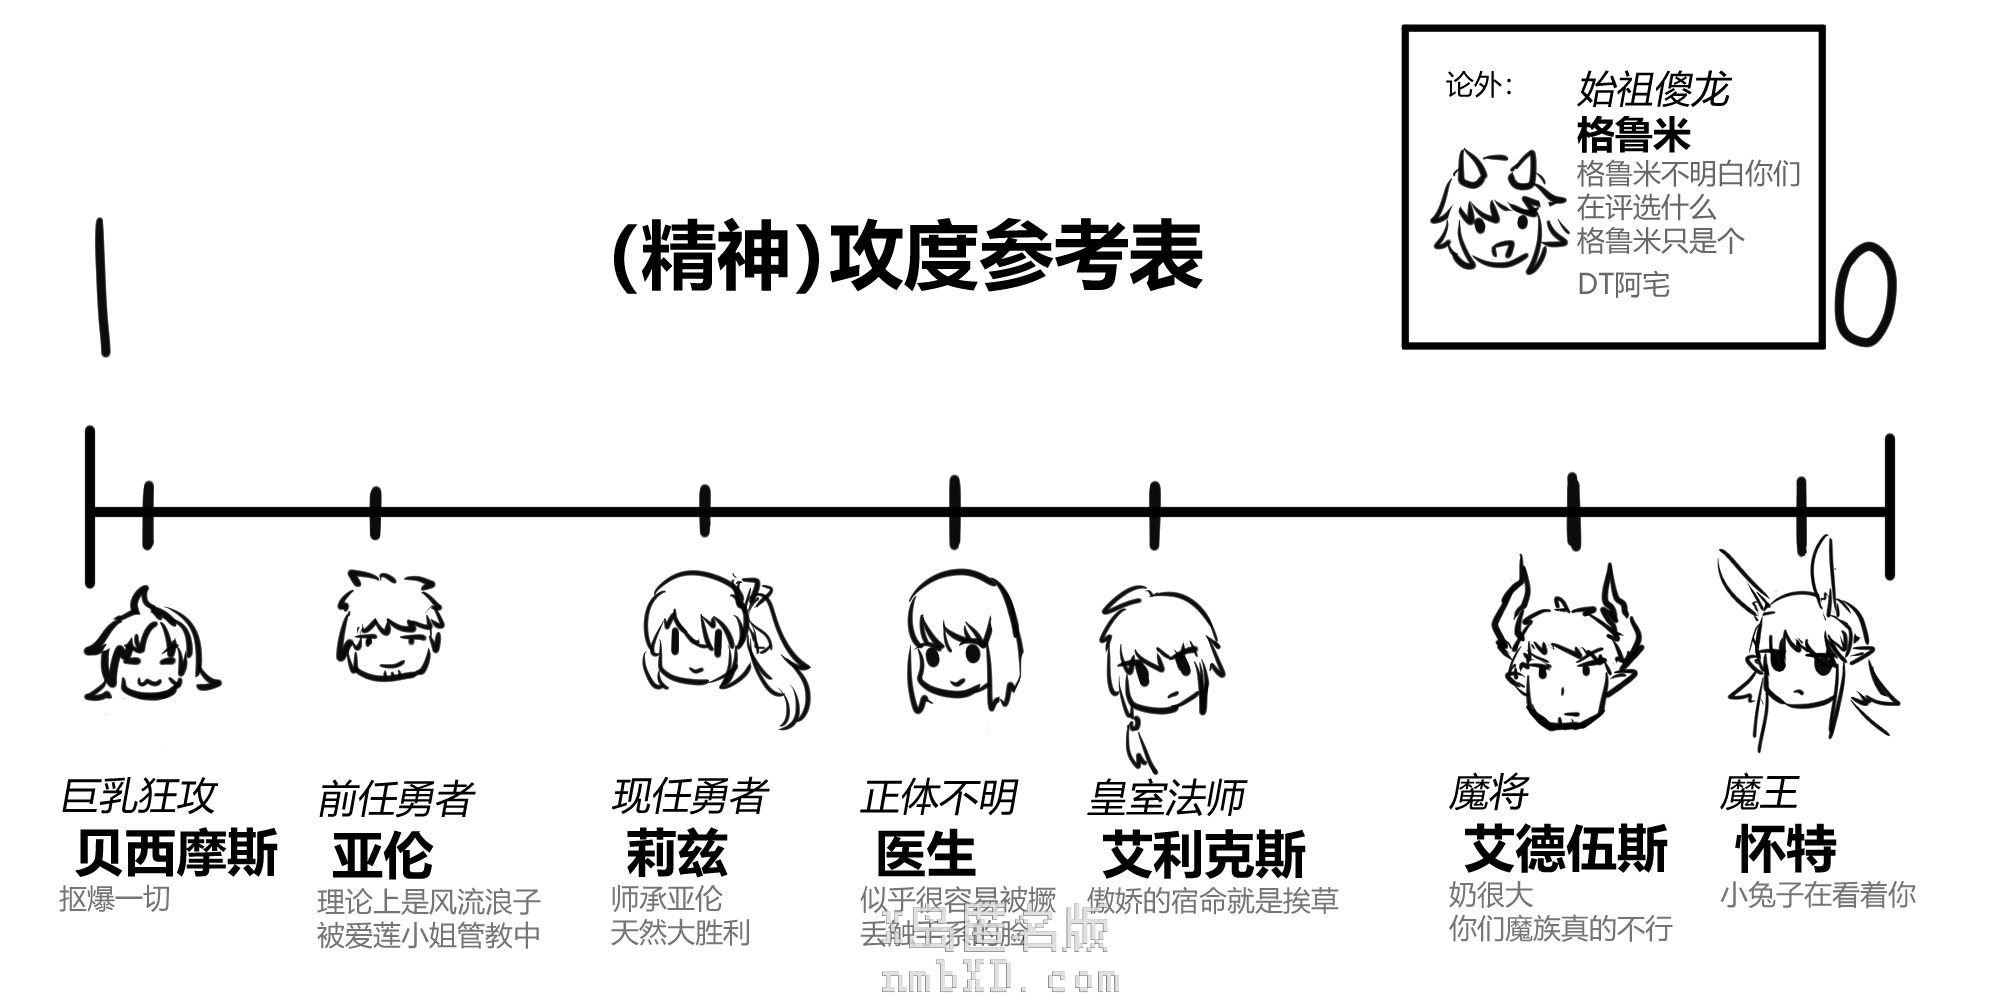 论外：
始祖傻龙
格鲁米
格鲁米不明白你们
在评选什么
格鲁米只是个
DT阿宅
1
(精神)攻度参考表
0
巨乳狂攻
贝西摩斯
抠爆一切
前任勇者
亚伦
理论上是风流浪子
被爱莲小姐管教中
现任勇者
莉兹
师承亚伦
天然大胜利
正体不明
医生
似乎很容易被撅
丢触手系的脸
皇室法师
艾利克斯
傲娇的宿命就是挨草
魔将
艾德伍斯
奶很大
你们魔族真的不行
魔王
怀特
小兔子在看着你
X岛匿名版
nmbXD.com